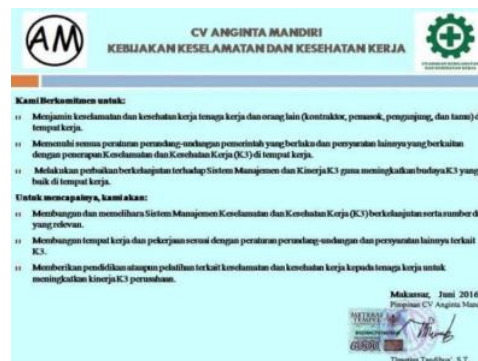 AM
CV ANGINTA MANDIRI
KEBIJAKAN KESELAMATAN DAN KESEHATAN KERJA
Kami Berkomitmen untuk:
Menjamin keselamatan dan kesehatan kerja tenaga kerja dan orang lain (kontraktor, pemasok, pengunjung, dan tamu) d
tempat kerja.
Memenuhi semua peraturan perundang-undangan pemerintah yang berlaku dan persyaratan lainnya yang berkaitan
dengan penerapan Keselamatan dan Kesehatan Kerja (K3) di tempat kerja.
Melakukan perbaikan berkelanjutan terhadap Sistem Manajemen dan Kinerja K3 guna meningkatkan budaya K3 yang
baik di tempat kerja.
Untuk mencapainya, kami akan:
Membangun dan memelihara Sistem Manajemen Keselamatan dan Kesehatan Kerja (K3) berkelanjutan serta sumber d
yang relevan.
Membangun tempat kerja dan pekerjaan sesuai dengan peraturan perundang-undangan dan persyaratan lainnya terkait
K3.
Memberikan pendidikan ataupun pelatihan terkait keselamatan dan kesehatan kerja kepada tenaga kerja untuk
meningkatkan kinerja K3 perusahaan.
Makassar, Juni 2016
Pimpinan CV Anginta Mand
METERAI
TEMPEL
6000